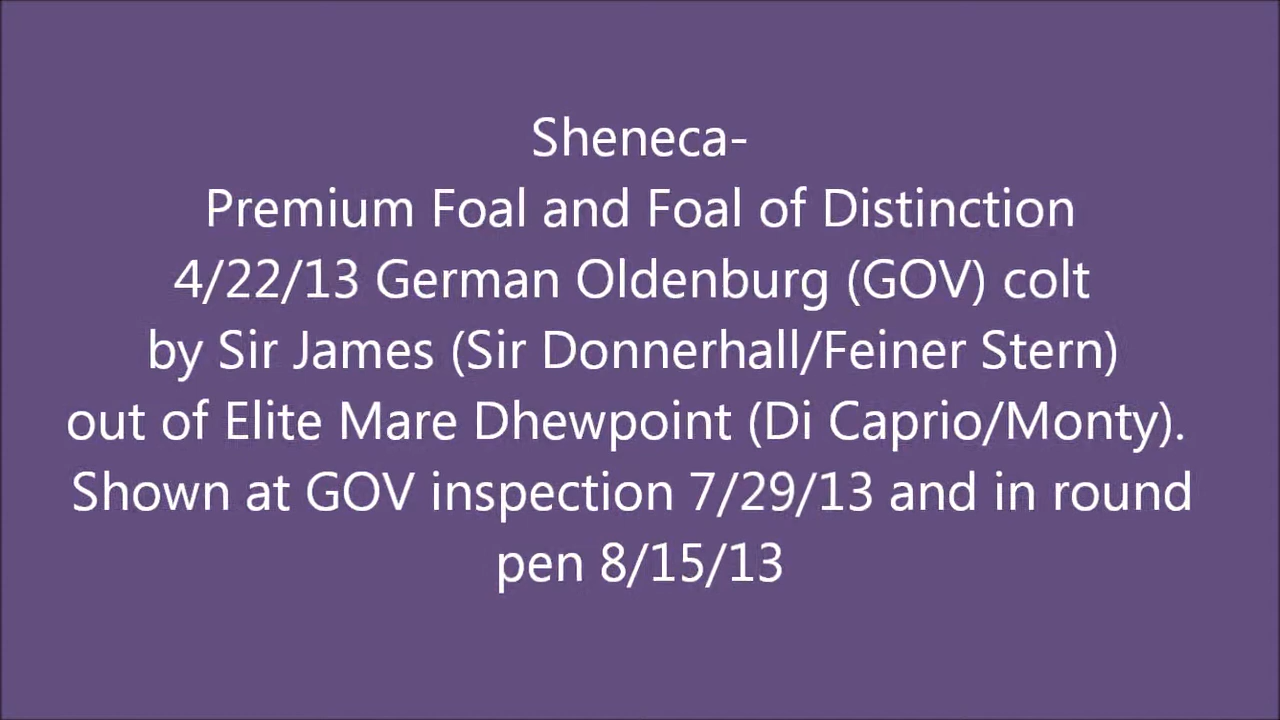 Sheneca-
Premium Foal and Foal of Distinction
4/22/13 German Oldenburg (GOV) colt
by Sir James (Sir Donnerhall/Feiner Stern)
out of Elite Mare Dhewpoint (Di Caprio/Monty).
Shown at GOV inspection 7/29/13 and in round
pen 8/15/13